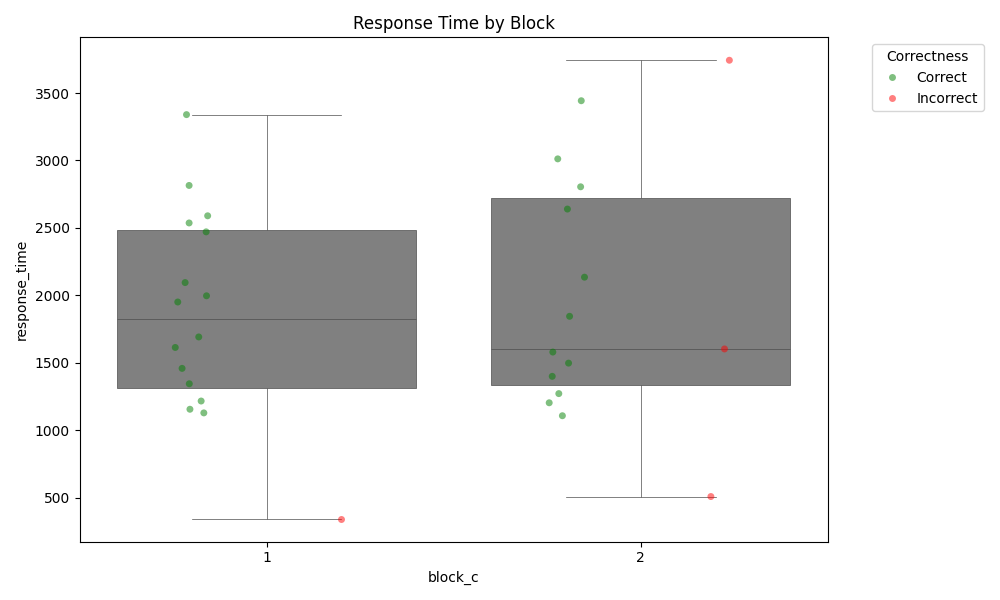 Response Time by Block
Correctness
Correct
Incorrect
response_time
3500
3000
2500
2000
1500
1000
500
1
2
block_c